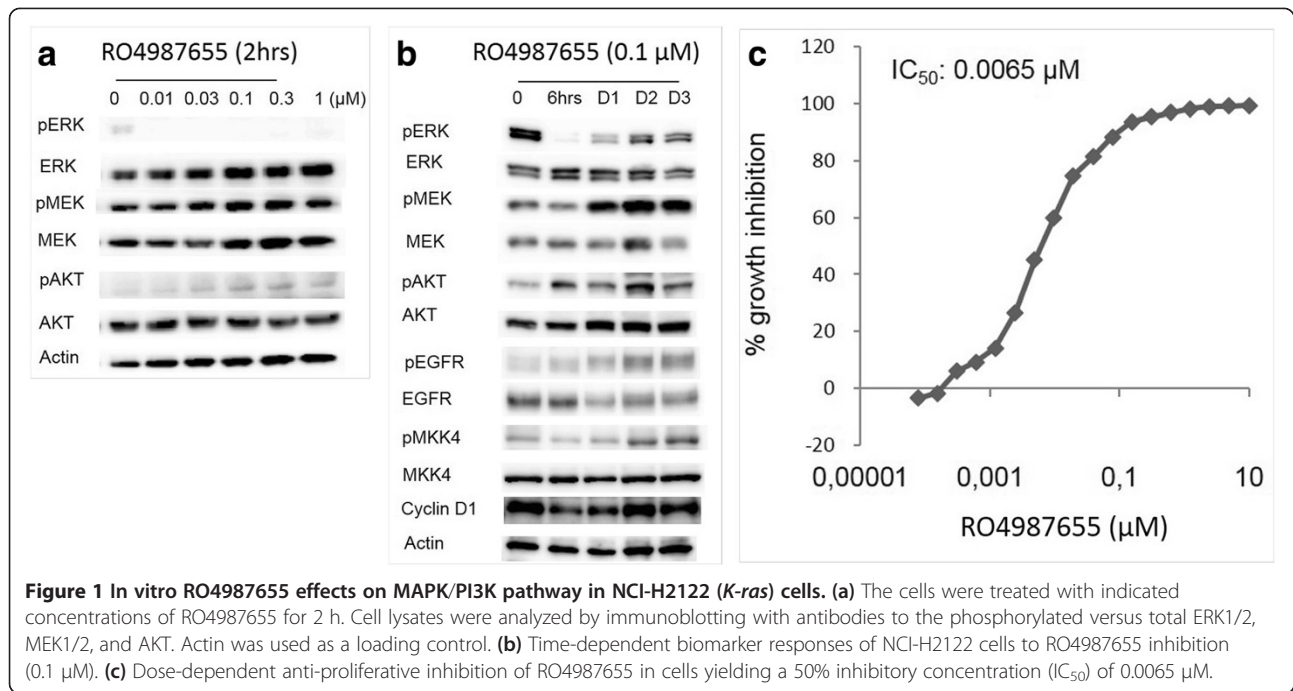 a
RO4987655 (2hrs)
0 0.01 0.03 0.1 0.3 1 (µM)
pERK
ERK
pMEK
MEK
pAKT
AKT
Actin
b
RO4987655 (0.1 µM)
0 6hrs D1 D2 D3
pERK
ERK
pMEK
MEK
pAKT
AKT
pEGFR
EGFR
pMKK4
MKK4
Cyclin D1
Actin
c
IC50: 0.0065 µM
% growth inhibition
120
100
80
60
40
20
0
-20
0,00001 0,001 0,1 10
RO4987655 (µM)
Figure 1 In vitro RO4987655 effects on MAPK/PI3K pathway in NCI-H2122 (K-ras) cells. (a) The cells were treated with indicated
concentrations of RO4987655 for 2 h. Cell lysates were analyzed by immunoblotting with antibodies to the phosphorylated versus total ERK1/2,
MEK1/2, and AKT. Actin was used as a loading control. (b) Time-dependent biomarker responses of NCI-H2122 cells to RO4987655 inhibition
(0.1 µM). (c) Dose-dependent anti-proliferative inhibition of RO4987655 in cells yielding a 50% inhibitory concentration (IC50) of 0.0065 µM.